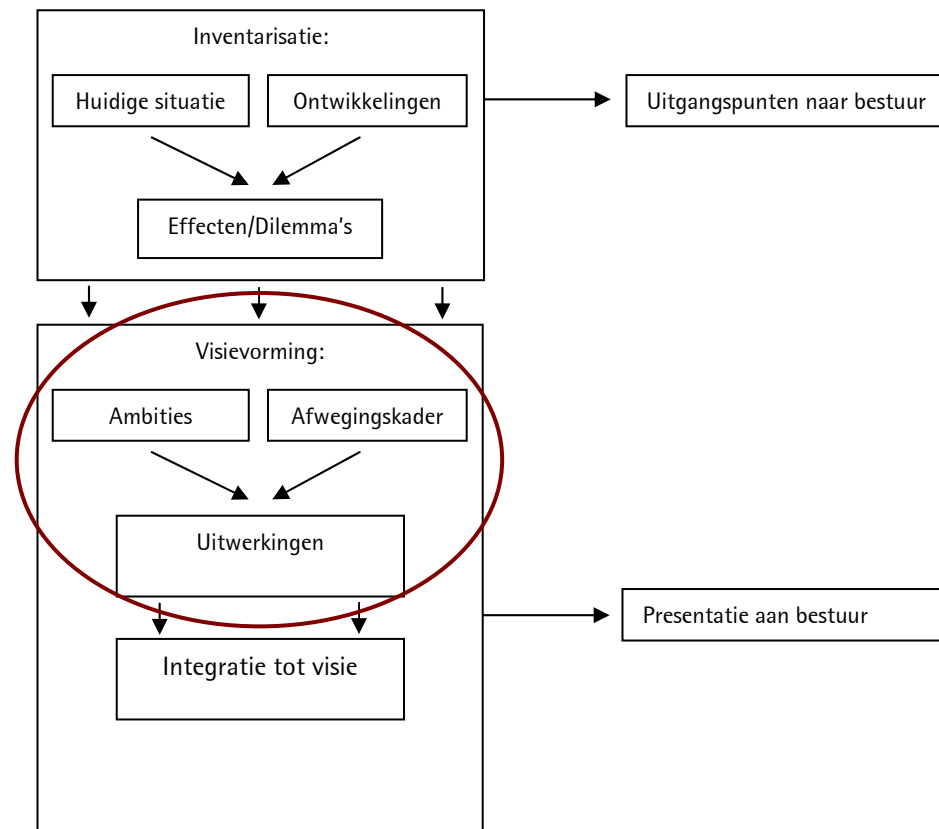 Inventarisatie:
Huidige situatie
Ontwikkelingen
Uitgangspunten naar bestuur
Effecten/Dilemma's
Visievorming:
Ambities
Afwegingskader
Uitwerkingen
Presentatie aan bestuur
Integratie tot visie